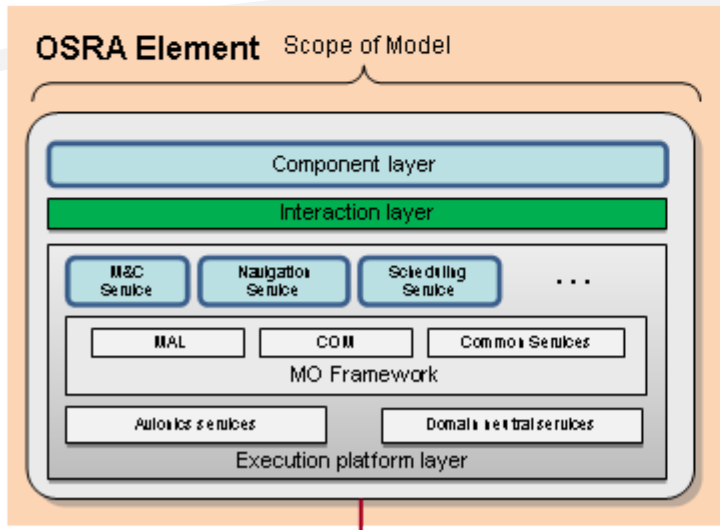 OSRA Element Scope of Model
Component layer
Interaction layer
M&C Navigation Scheduling
Service Service Service ...
MAL COM Common Services
MO Framework
Avionics services Domain neutral services
Execution platform layer